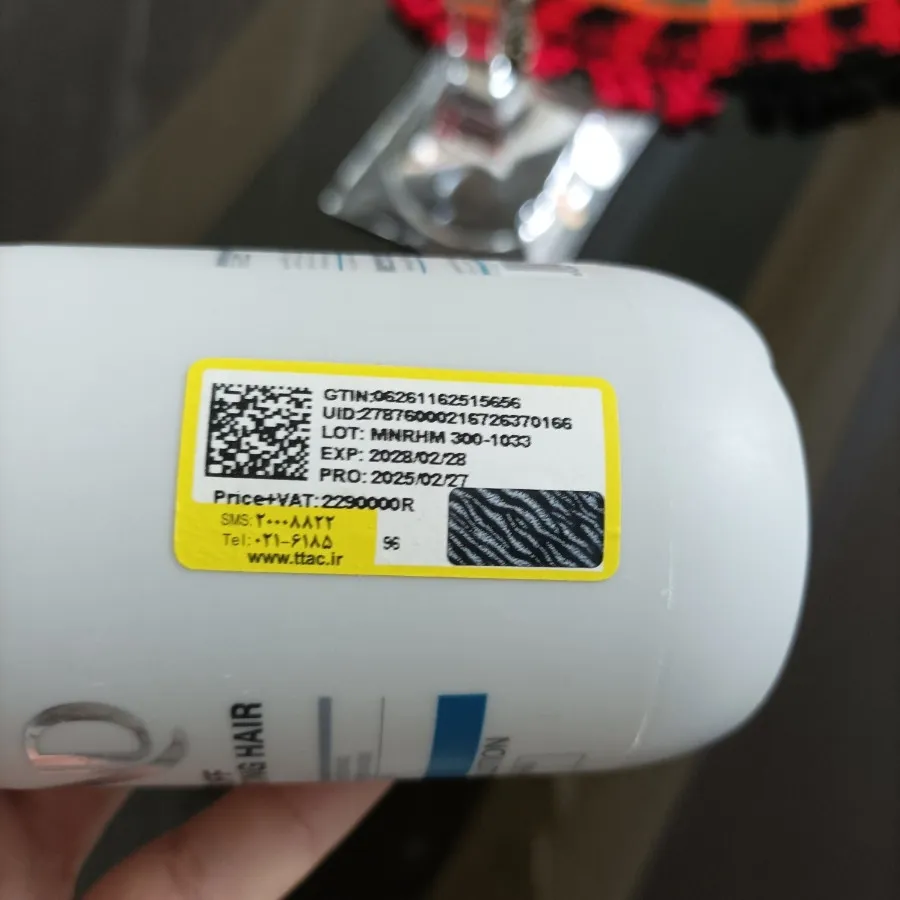 GTIN:06261162515656
UID:27876000216726370166
LOT: MNRHM 300-1033
EXP: 2028/02/28
PRO: 2025/02/27
Price+VAT:2290000R
SMS:۲۰۰۰۸۸۲۲
Tel:۰۲۱-۶۱۸۵
96
www.ttac.ir
HAIR